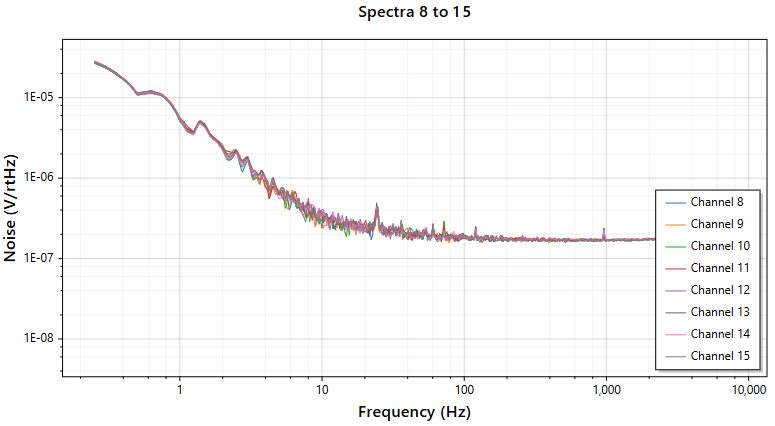 Spectra 8 to 15
Noise (V/rtHz)
1E-05
1E-06
1E-07
1E-08
1
10
100
1,000
10,000
Frequency (Hz)
Channel 8
Channel 9
Channel 10
Channel 11
Channel 12
Channel 13
Channel 14
Channel 15